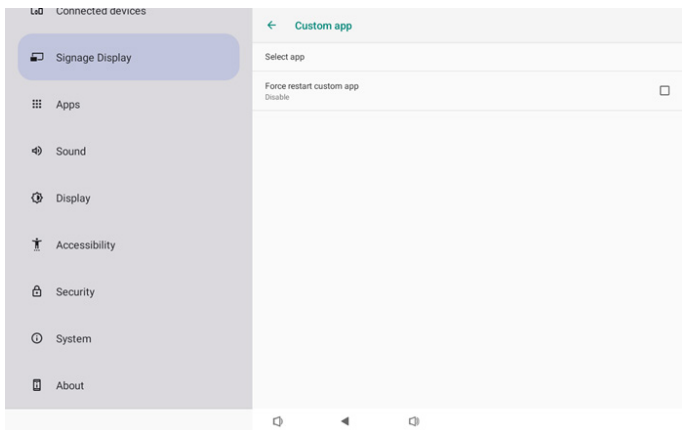 Connected devices
Signage Display
Apps
Sound
Display
Accessibility
Security
System
About
Custom app
Select app
Force restart custom app
Disable